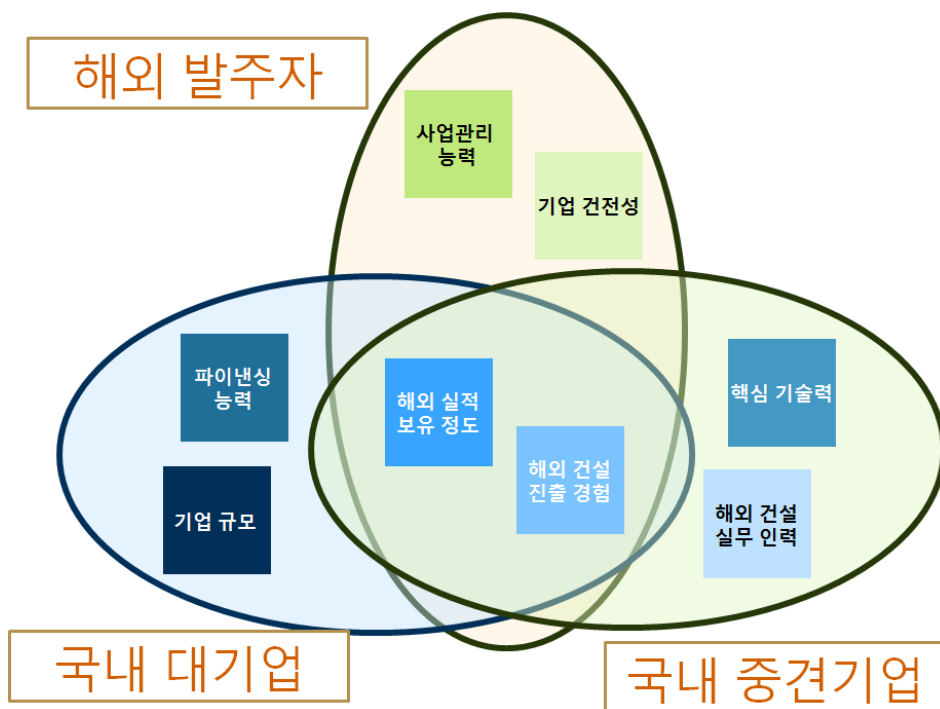 해외 발주자
사업관리
능력
기업 건전성
파이낸싱
능력
기업 규모
해외 실적
보유 정도
해외 건설
진출 경험
핵심 기술력
해외 건설
실무 인력
국내 대기업
국내 중견기업